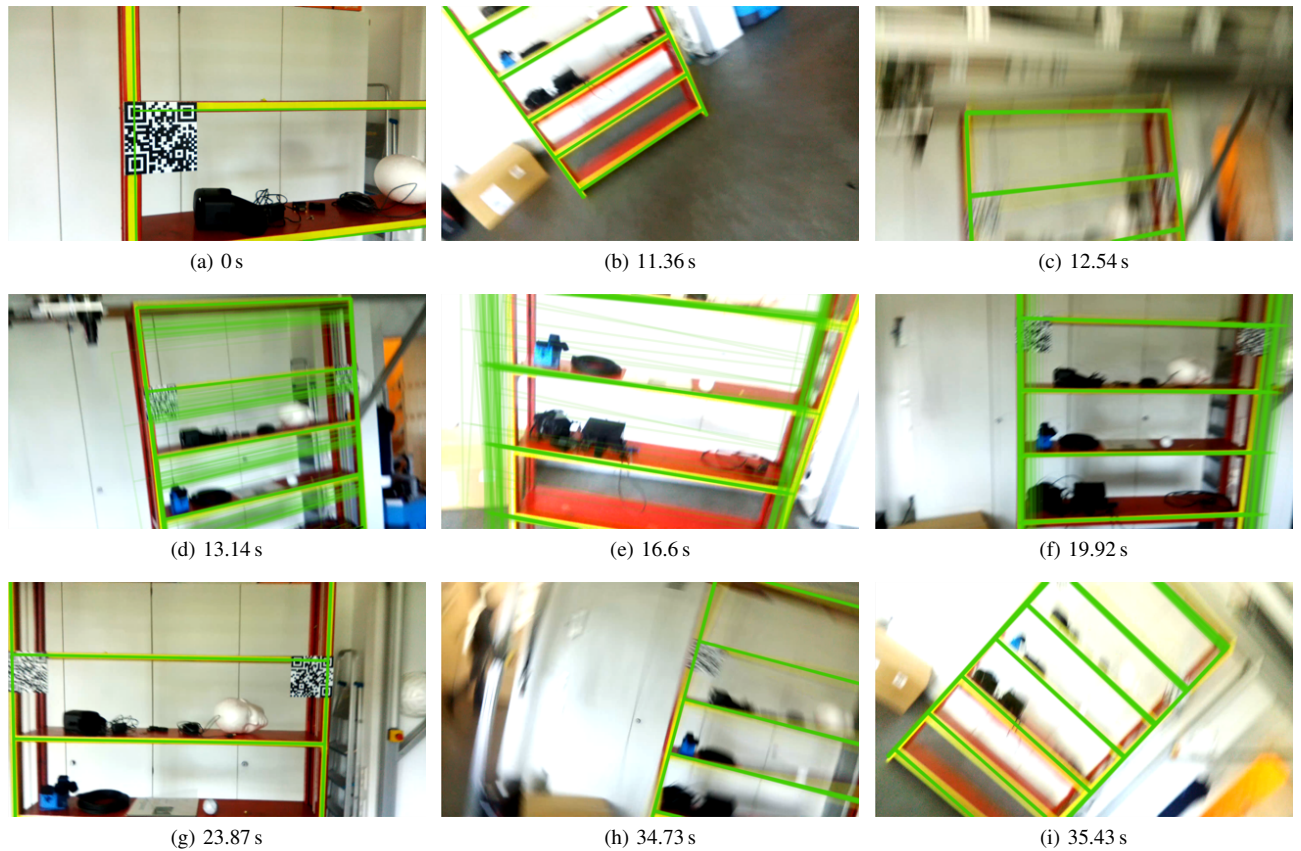 (a) 0 s
(b) 11.36 s
(c) 12.54 s
(d) 13.14 s
(e) 16.6 s
(f) 19.92 s
(g) 23.87 s
(h) 34.73 s
(i) 35.43 s